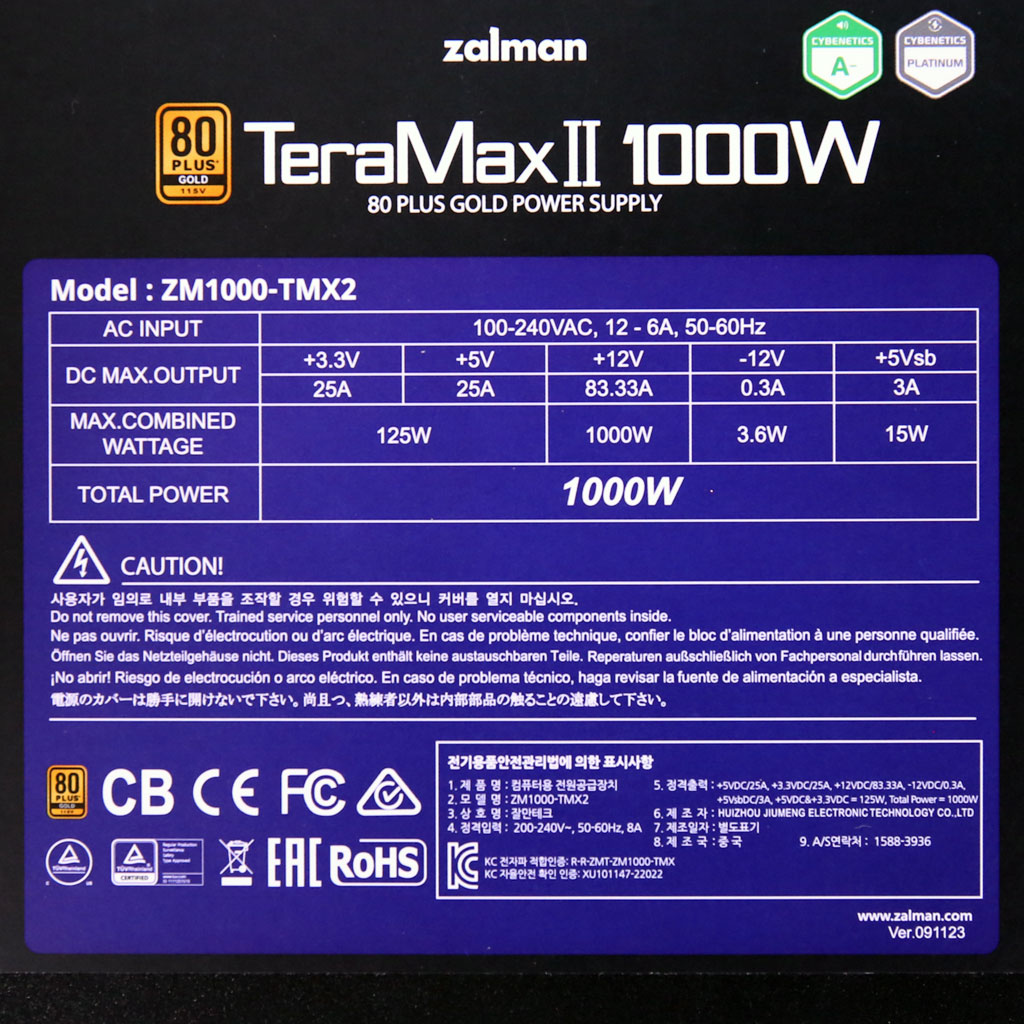 zalman
CYBENETICS
A-
CYBENETICS
PLATINUM
80
PLUS
GOLD
115V
TeraMax II 1000W
80 PLUS GOLD POWER SUPPLY
Model : ZM1000-TMX2
AC INPUT 100-240VAC, 12 - 6A, 50-60Hz
DC MAX.OUTPUT
+3.3V +5V +12V -12V +5Vsb
25A 25A 83.33A 0.3A 3A
MAX.COMBINED
WATTAGE
125W 1000W 3.6W 15W
TOTAL POWER 1000W
CAUTION!
사용자가 임의로 내부 부품을 조작할 경우 위험할 수 있으니 커버를 열지 마십시오.
Do not remove this cover. Trained service personnel only. No user serviceable components inside.
Ne pas ouvrir. Risque d'électrocution ou d'arc électrique. En cas de problème technique, confier le bloc d'alimentation à une personne qualifiée.
Öffnen Sie das Netzteilgehäuse nicht. Dieses Produkt enthält keine austauschbaren Teile. Reperaturen außschließlich von Fachpersonal durchführen lassen.
¡No abrir! Riesgo de electrocución o arco eléctrico. En caso de problema técnico, haga revisar la fuente de alimentación a especialista.
電源のカバーは勝手に開けないで下さい。尚且つ、熟練者以外は内部部品の触ることの遠慮して下さい。
80
PLUS
GOLD
CB CE FC
TÜVRheinland
TÜVRheinland
CERTIFIED
EAC RoHS
전기용품안전관리법에 의한 표시사항
1. 제 품 명 : 컴퓨터용 전원공급장치
2. 모 델 명 : ZM1000-TMX2
3. 상 호 명 : 잘만테크
4. 정격입력 : 200-240V~, 50-60Hz, 8A
5. 정격출력 : +5VDC/25A, +3.3VDC/25A, +12VDC/83.33A, -12VDC/0.3A,
+5VsbDC/3A, +5VDC&+3.3VDC = 125W, Total Power = 1000W
6. 제 조 자 : HUIZHOU JIUMENG ELECTRONIC TECHNOLOGY CO.,LTD
7. 제조일자 : 별도표기
8. 제 조 국 : 중 국 9. A/S연락처 : 1588-3936
KC 전자파 적합인증: R-R-ZMT-ZM1000-TMX
KC 자율안전 확인 인증: XU101147-22022
www.zalman.com
Ver.091123